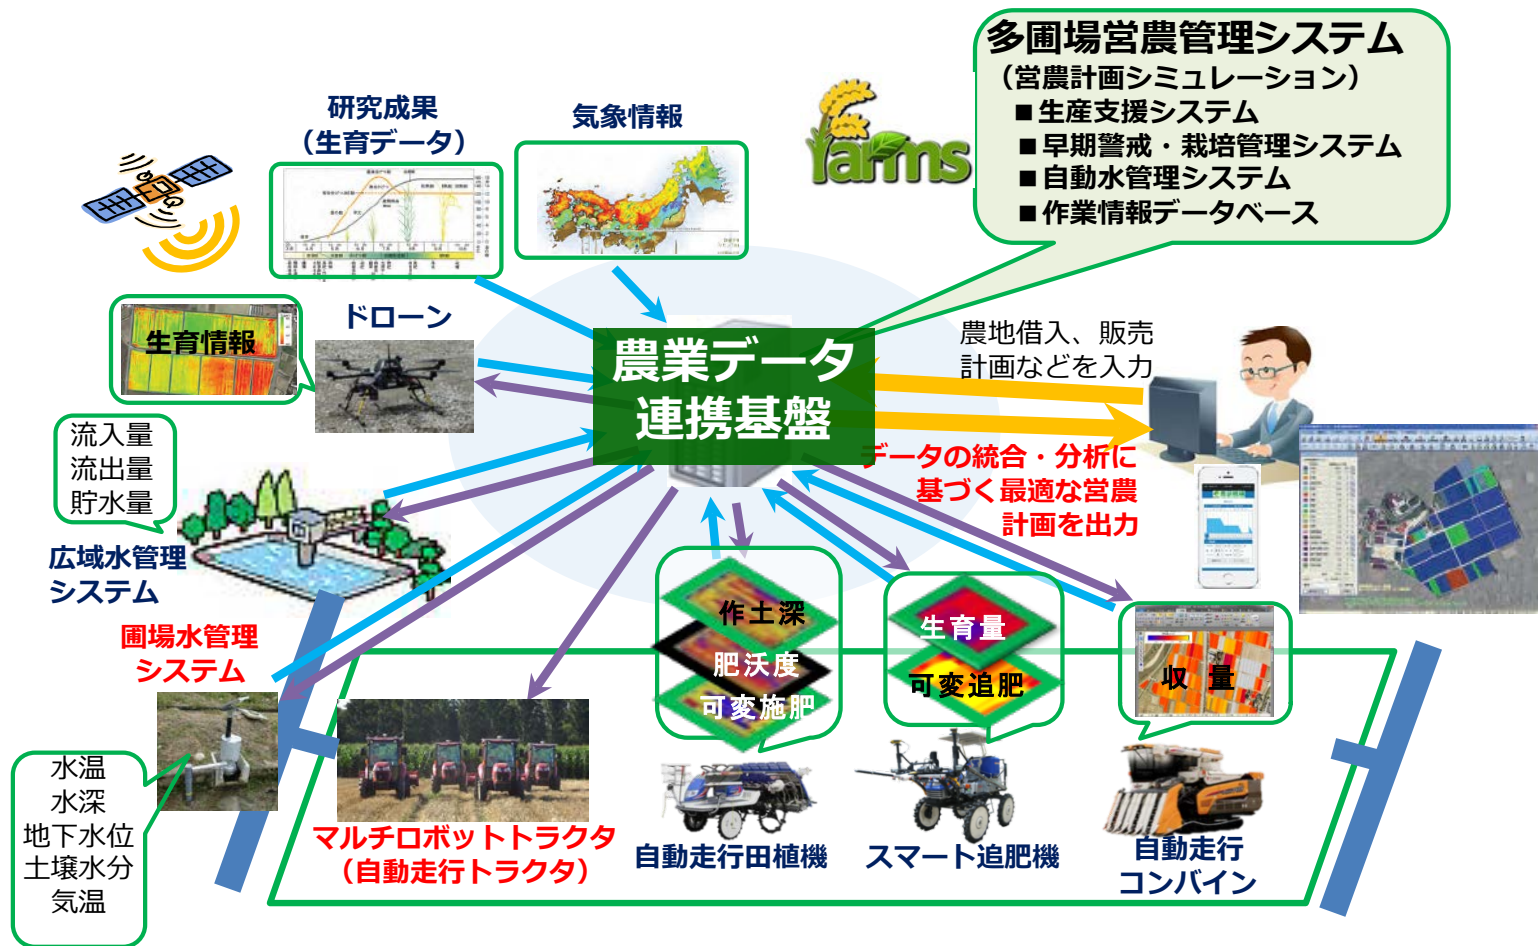 多圃場営農管理システム
（営農計画シミュレーション）
■生産支援システム
■早期警戒・栽培管理システム
■自動水管理システム
■作業情報データベース
farms
研究成果
（生育データ）
気象情報
生育情報
ドローン
農業データ
連携基盤
農地借入、販売
計画などを入力
データの統合・分析に
基づく最適な営農
計画を出力
流入量
流出量
貯水量
広域水管理
システム
圃場水管理
システム
水温
水深
地下水位
土壌水分
気温
作土深
肥沃度
可変施肥
生育量
可変追肥
収 量
マルチロボットトラクタ
（自動走行トラクタ）
自動走行田植機
スマート追肥機
自動走行
コンバイン